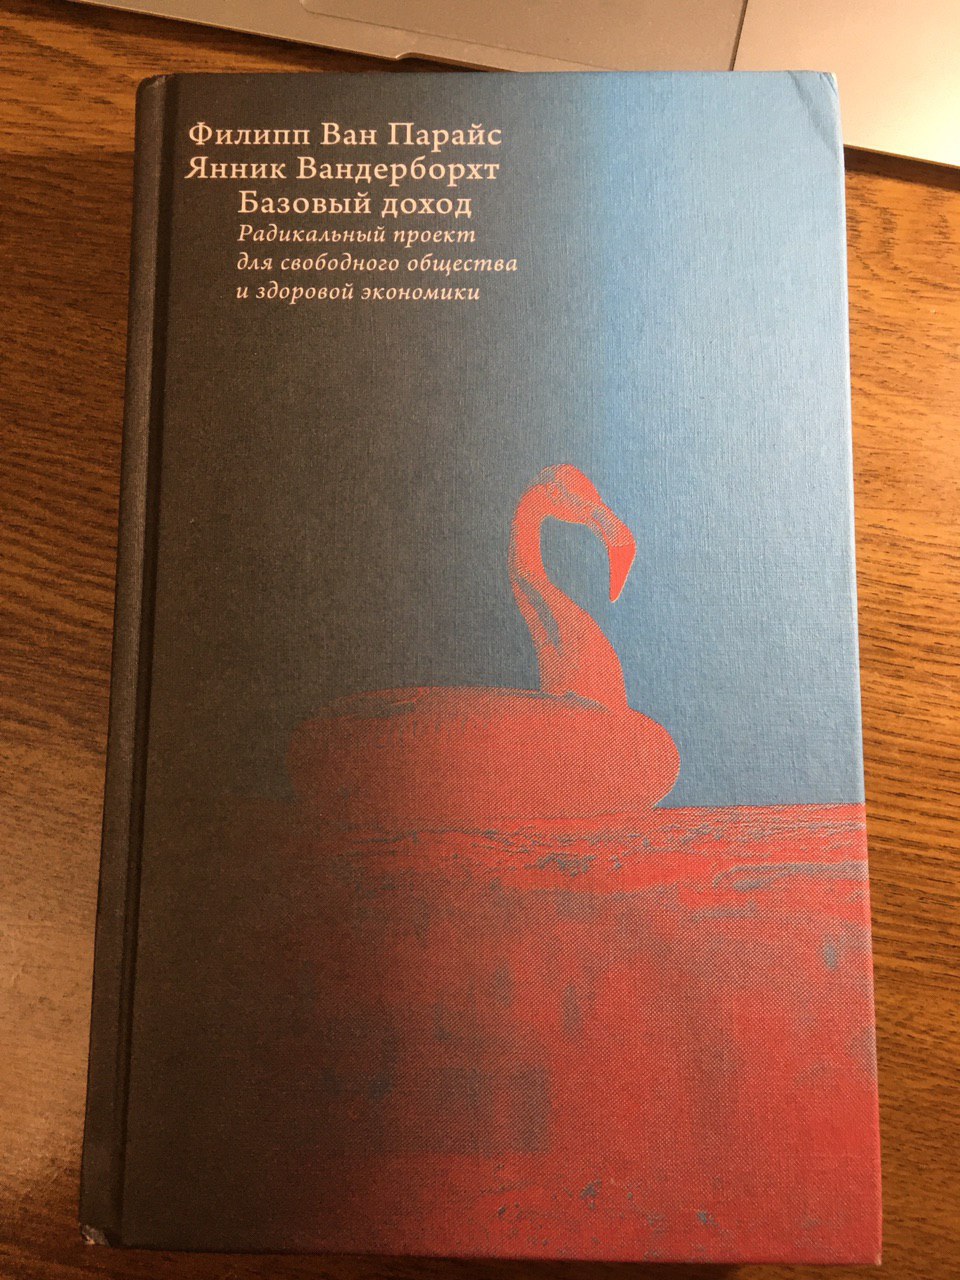 Филипп Ван Парайс
Янник Вандерборхт
Базовый доход
Радикальный проект
для свободного общества
и здоровой экономики